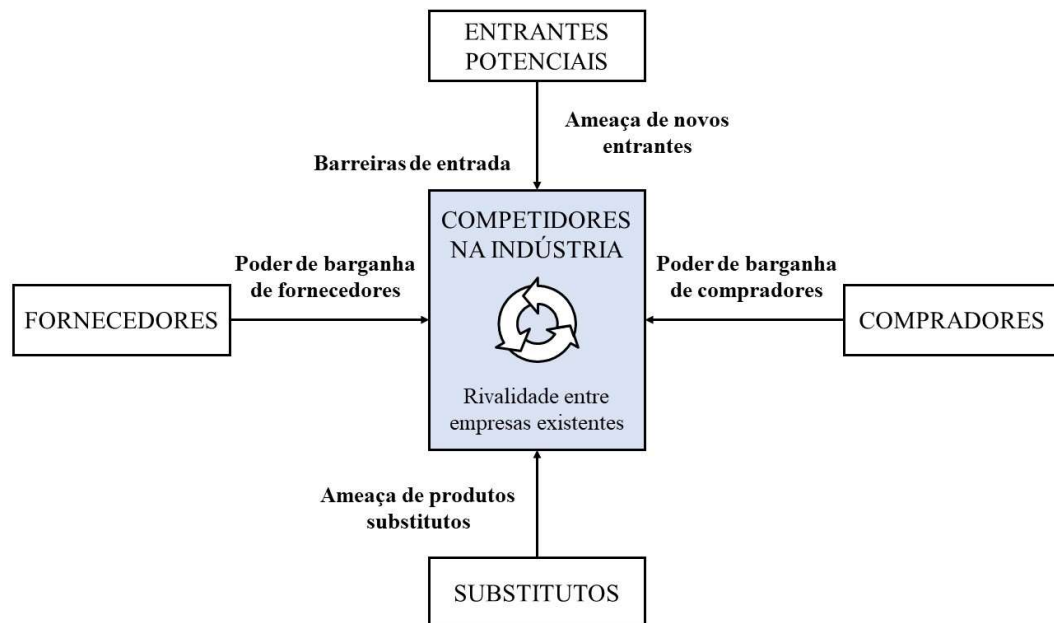 ENTRANTES
POTENCIAIS
Ameaça de novos
entrantes
Barreiras de entrada
COMPETIDORES
NA INDÚSTRIA
Poder de barganha
de fornecedores
Poder de barganha
de compradores
FORNECEDORES
COMPRADORES
Rivalidade entre
empresas existentes
Ameaça de produtos
substitutos
SUBSTITUTOS